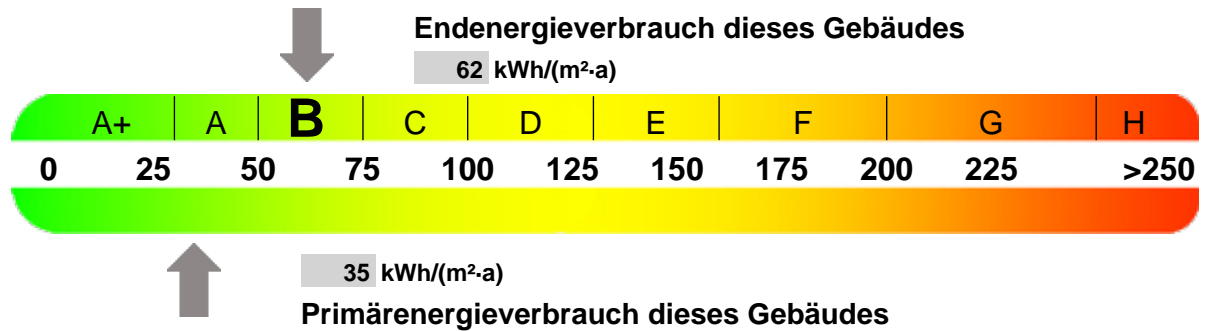 Endenergieverbrauch dieses Gebäudes
62 kWh/(m²·a)
A+ A B C D E F G H
0 25 50 75 100 125 150 175 200 225 >250
35 kWh/(m²·a)
Primärenergieverbrauch dieses Gebäudes